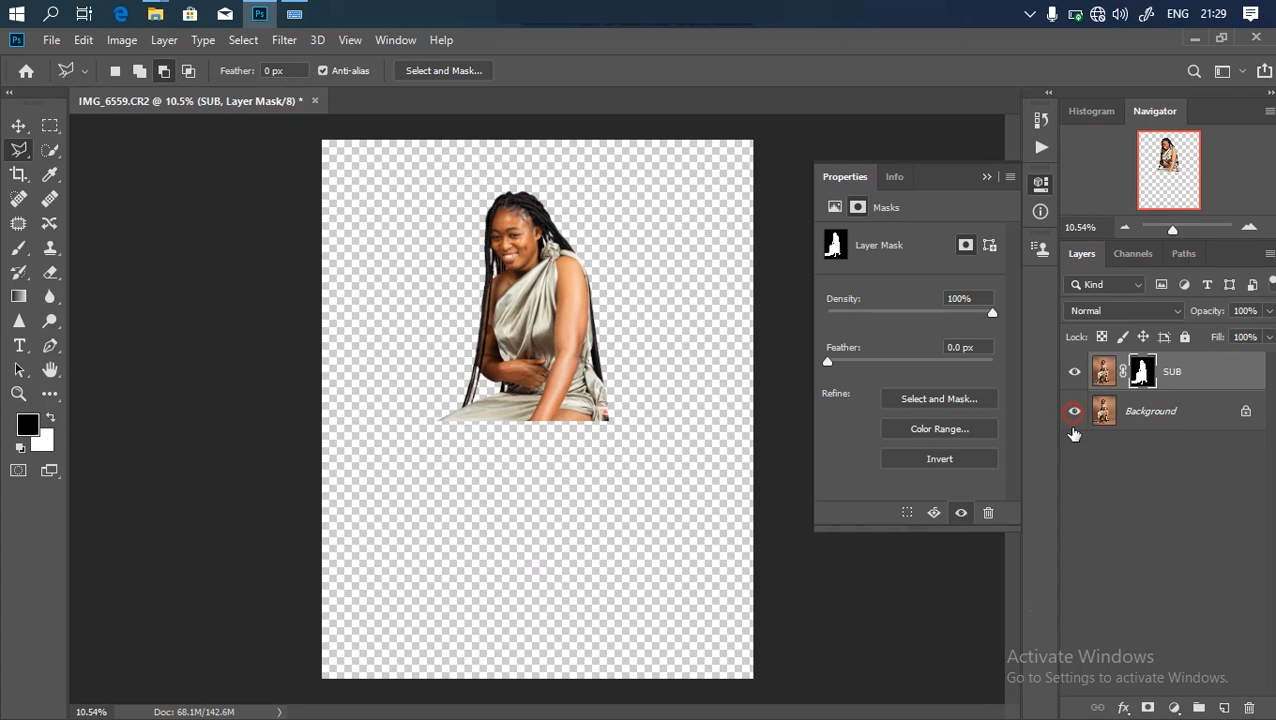 ENG 21:29
Ps File Edit Image Layer Type Select Filter 3D View Window Help
Feather: 0 px Anti-alias Select and Mask...
IMG_6559.CR2 @ 10.5% (SUB, Layer Mask/8) *
Histogram Navigator
10.54%
Properties Info
Masks
Layer Mask
Density: 100%
Feather: 0.0 px
Refine: Select and Mask...
Color Range...
Invert
Layers Channels Paths
Kind
Normal Opacity: 100%
Lock: Fill: 100%
SUB
Background
Activate Windows
Go to Settings to activate Windows.
10.54% Doc: 68.1M/142.6M